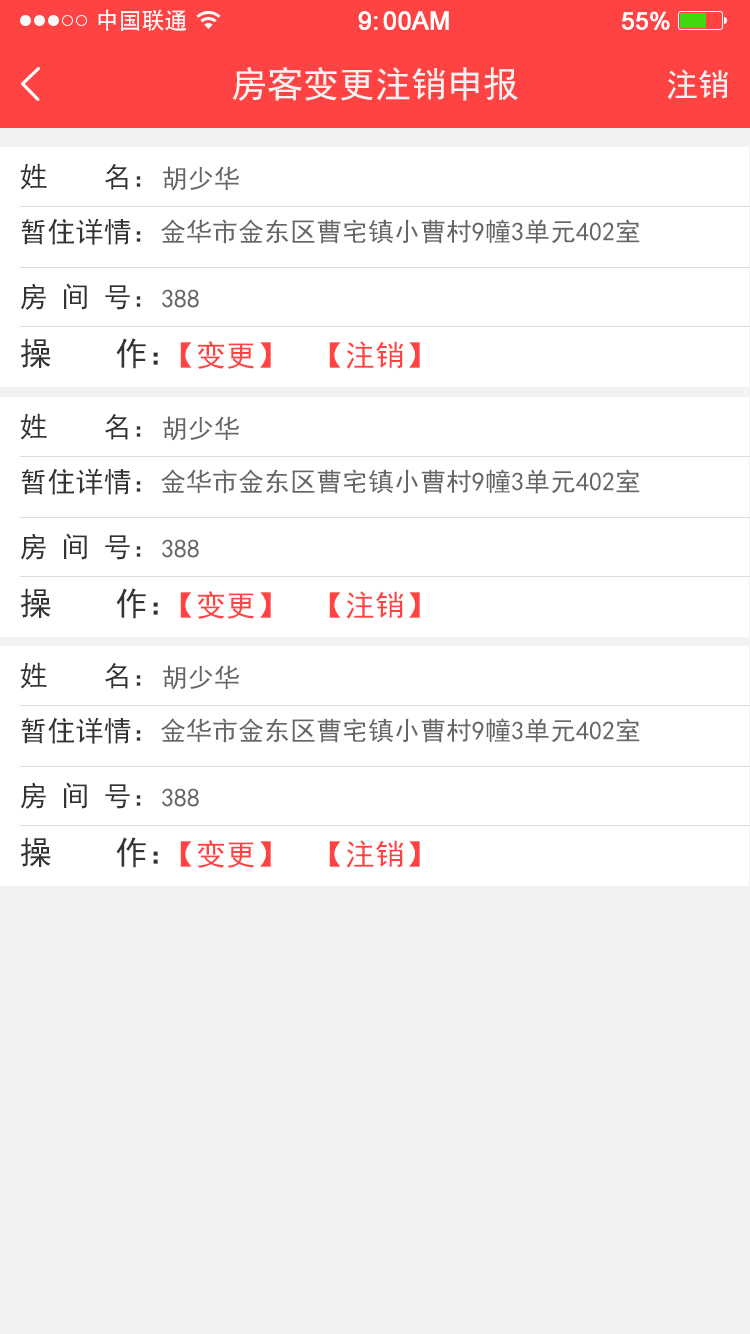 中国联通 9:00AM 55%
房客变更注销申报 注销
姓 名: 胡少华
暂住详情: 金华市金东区曹宅镇小曹村9幢3单元402室
房 间 号: 388
操 作:【变更】 【注销】
姓 名: 胡少华
暂住详情: 金华市金东区曹宅镇小曹村9幢3单元402室
房 间 号: 388
操 作:【变更】 【注销】
姓 名: 胡少华
暂住详情: 金华市金东区曹宅镇小曹村9幢3单元402室
房 间 号: 388
操 作:【变更】 【注销】